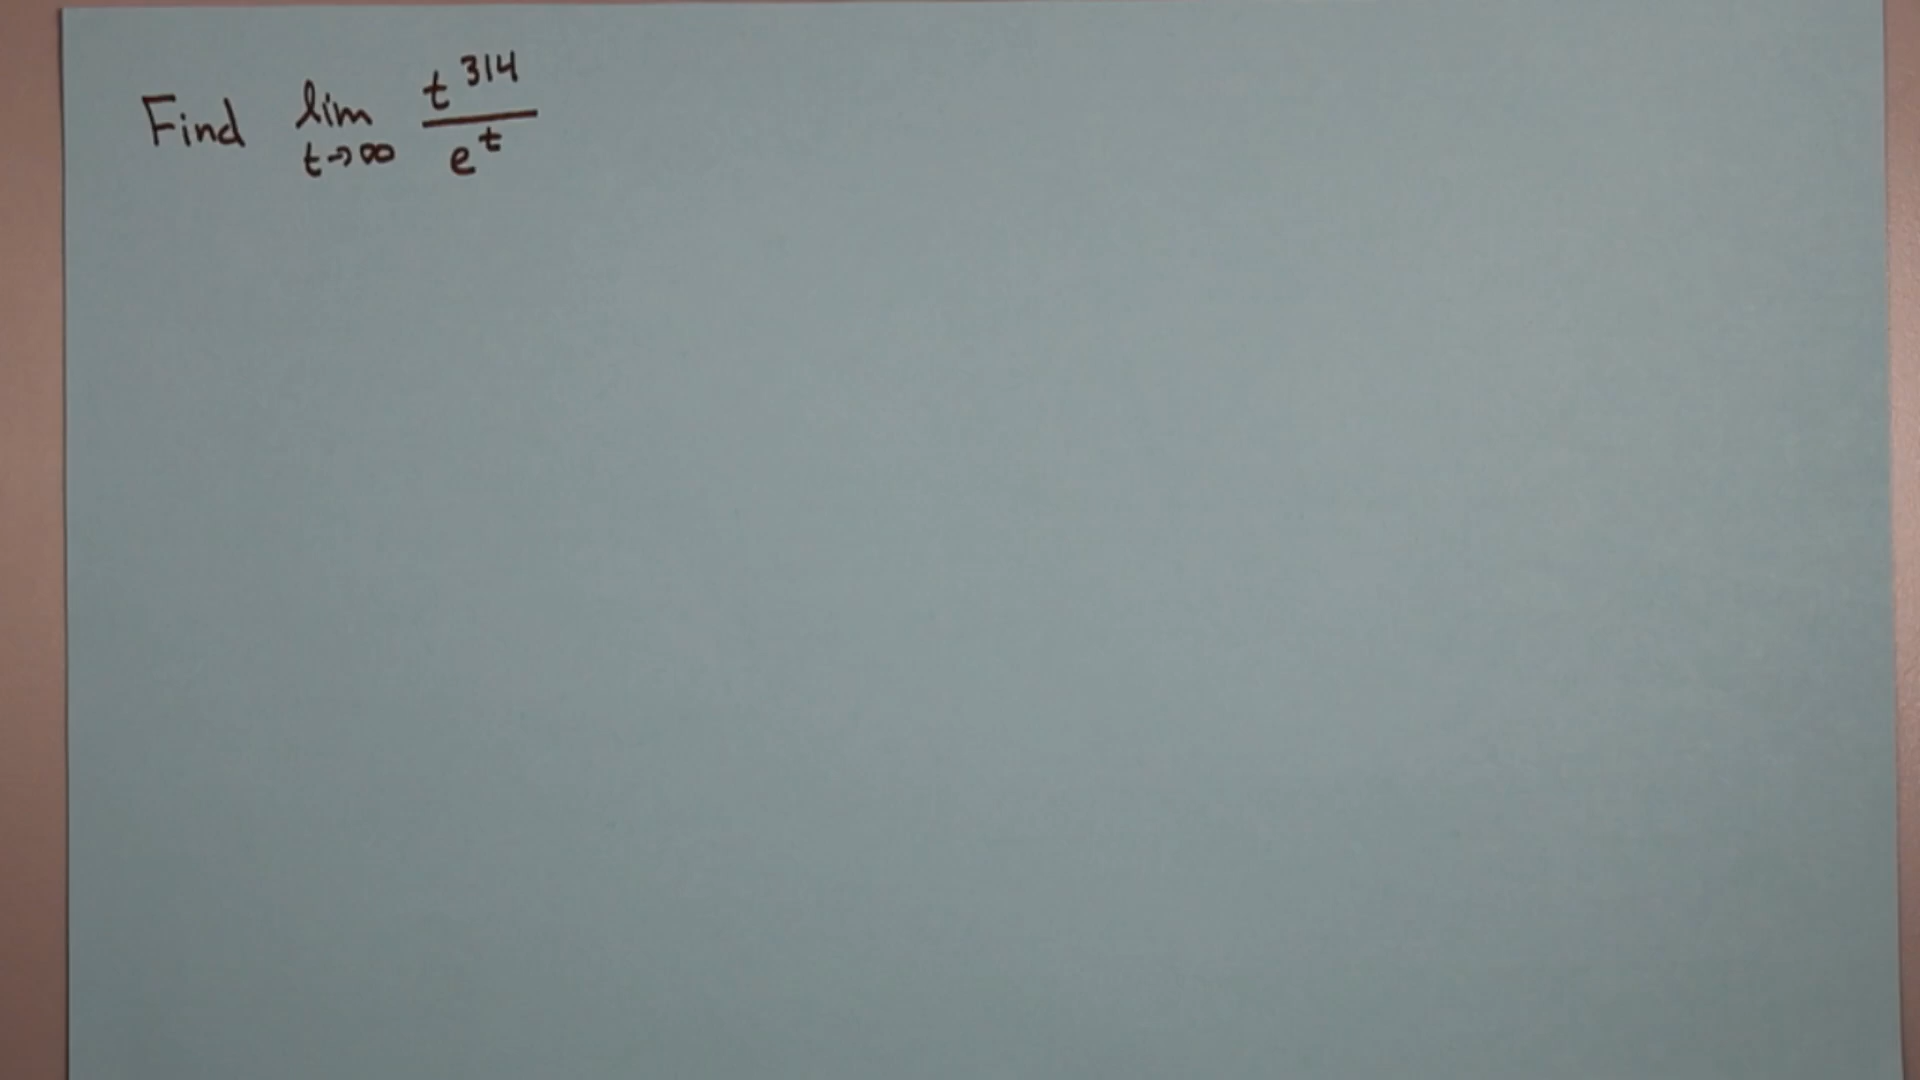 Find lim t→∞ t^314 / e^t